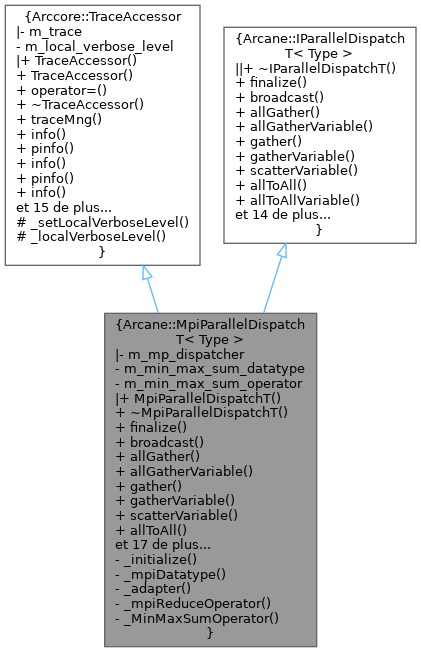 {Arccore::TraceAccessor
|- m_trace
- m_local_verbose_level
|+ TraceAccessor()
+ TraceAccessor()
+ operator=()
+ ~TraceAccessor()
+ traceMng()
+ info()
+ pinfo()
+ info()
+ pinfo()
+ info()
et 15 de plus...
# _setLocalVerboseLevel()
# _localVerboseLevel()
}
{Arcane::IParallelDispatch
T< Type >
||+ ~IParallelDispatchT()
+ finalize()
+ broadcast()
+ allGather()
+ allGatherVariable()
+ gather()
+ gatherVariable()
+ scatterVariable()
+ allToAll()
+ allToAllVariable()
et 14 de plus...
}
{Arcane::MpiParallelDispatch
T< Type >
|- m_mp_dispatcher
- m_min_max_sum_datatype
- m_min_max_sum_operator
|+ MpiParallelDispatchT()
+ ~MpiParallelDispatchT()
+ finalize()
+ broadcast()
+ allGather()
+ allGatherVariable()
+ gather()
+ gatherVariable()
+ scatterVariable()
+ allToAll()
et 17 de plus...
- _initialize()
- _mpiDatatype()
- _adapter()
- _mpiReduceOperator()
- _MinMaxSumOperator()
}